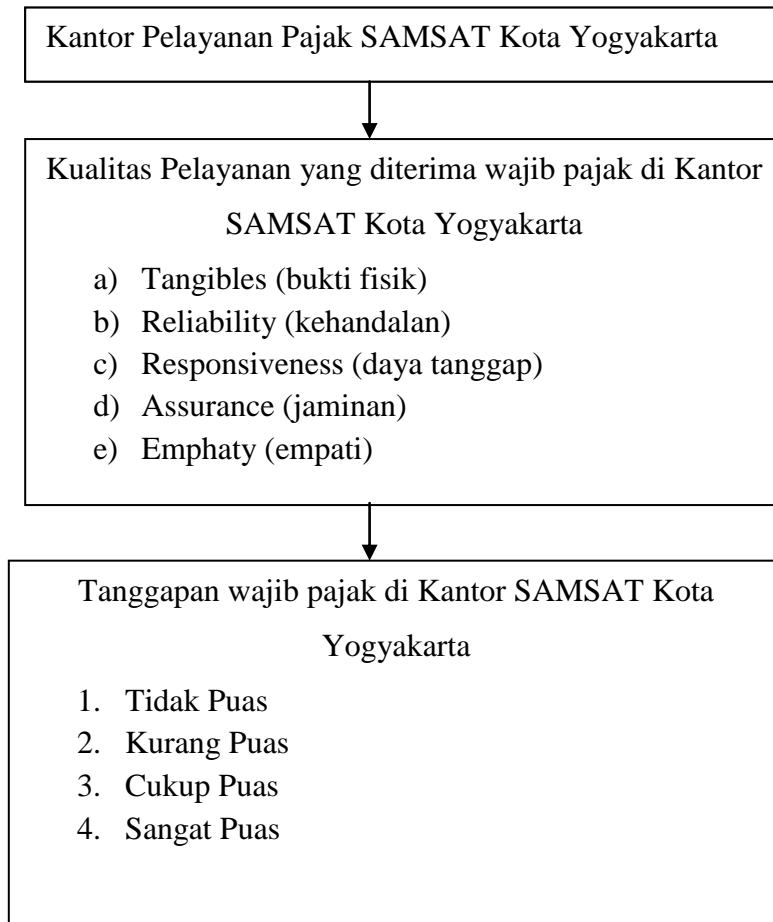 Kantor Pelayanan Pajak SAMSAT Kota Yogyakarta
Kualitas Pelayanan yang diterima wajib pajak di Kantor
SAMSAT Kota Yogyakarta
a) Tangibles (bukti fisik)
b) Reliability (kehandalan)
c) Responsiveness (daya tanggap)
d) Assurance (jaminan)
e) Emphaty (empati)
Tanggapan wajib pajak di Kantor SAMSAT Kota
Yogyakarta
1. Tidak Puas
2. Kurang Puas
3. Cukup Puas
4. Sangat Puas